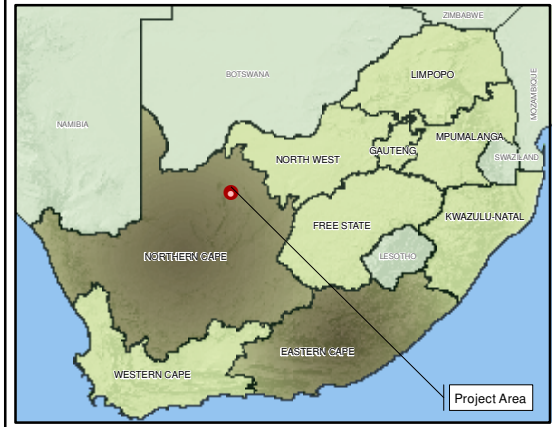 ZIMBABWE
BOTSWANA
LIMPOPO
MOZAMBIQUE
NAMIBIA
MPUMALANGA
GAUTENG
NORTH WEST
SWAZILAND
KWAZULU-NATAL
FREE STATE
LESOTHO
NORTHERN CAPE
EASTERN CAPE
WESTERN CAPE
Project Area